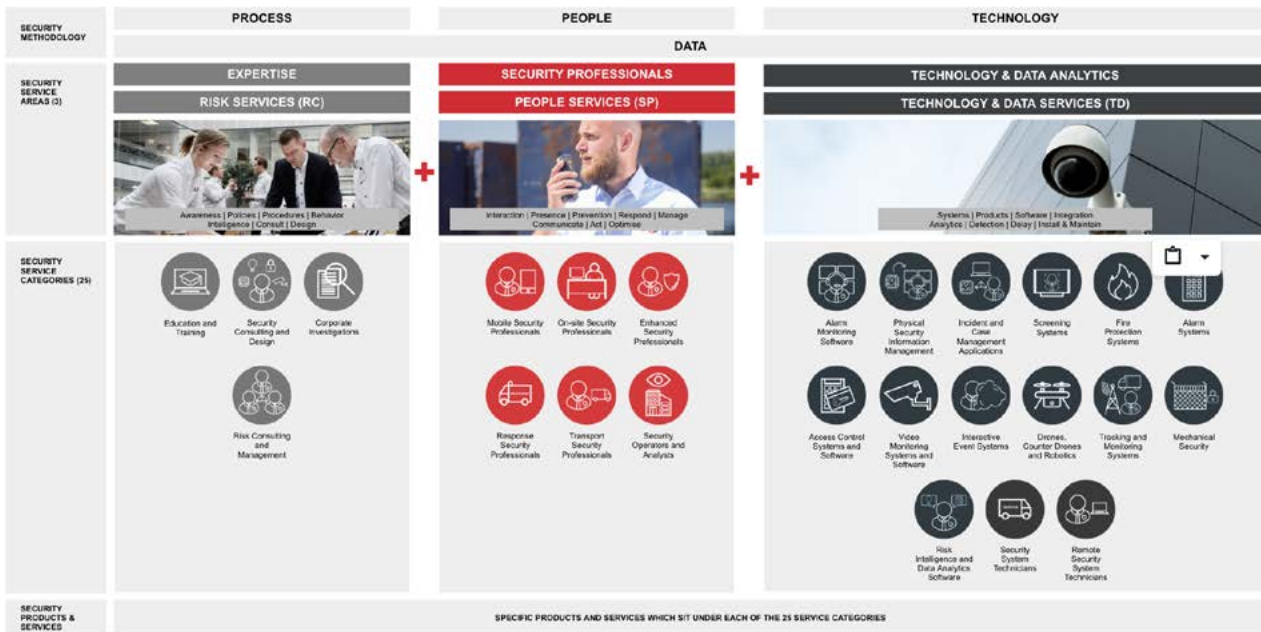 SECURITY
METHODOLOGY
PROCESS
PEOPLE
TECHNOLOGY
DATA
SECURITY
SERVICE
AREAS (3)
EXPERTISE
SECURITY PROFESSIONALS
TECHNOLOGY & DATA ANALYTICS
RISK SERVICES (RC)
PEOPLE SERVICES (SP)
TECHNOLOGY & DATA SERVICES (TD)
Awareness | Policies | Procedures | Behavior
Intelligence | Consult | Design
Interaction | Presence | Prevention | Respond | Manage
Communicate | Act | Optimise
Systems | Products | Software | Integration
Analytics | Detection | Delay | Install & Maintain
SECURITY
SERVICE
CATEGORIES (25)
Education and
Training
Security
Consulting and
Design
Corporate
Investigations
Risk Consulting
and
Management
Mobile Security
Professionals
On-site Security
Professionals
Enhanced
Security
Professionals
Response
Security
Professionals
Transport
Security
Professionals
Security
Operators and
Analysts
Alarm
Monitoring
Software
Physical
Security
Information
Management
Incident and
Case
Management
Applications
Screening
Systems
Fire
Protection
Systems
Alarm
Systems
Access Control
Systems and
Software
Video
Monitoring
Systems and
Software
Interactive
Event Systems
Drones,
Counter Drones
and Robotics
Tracking and
Monitoring
Systems
Mechanical
Security
Risk
Intelligence and
Data Analytics
Software
Security
System
Technicians
Remote
Security
System
Technicians
SECURITY
PRODUCTS &
SERVICES
SPECIFIC PRODUCTS AND SERVICES WHICH SIT UNDER EACH OF THE 25 SERVICE CATEGORIES